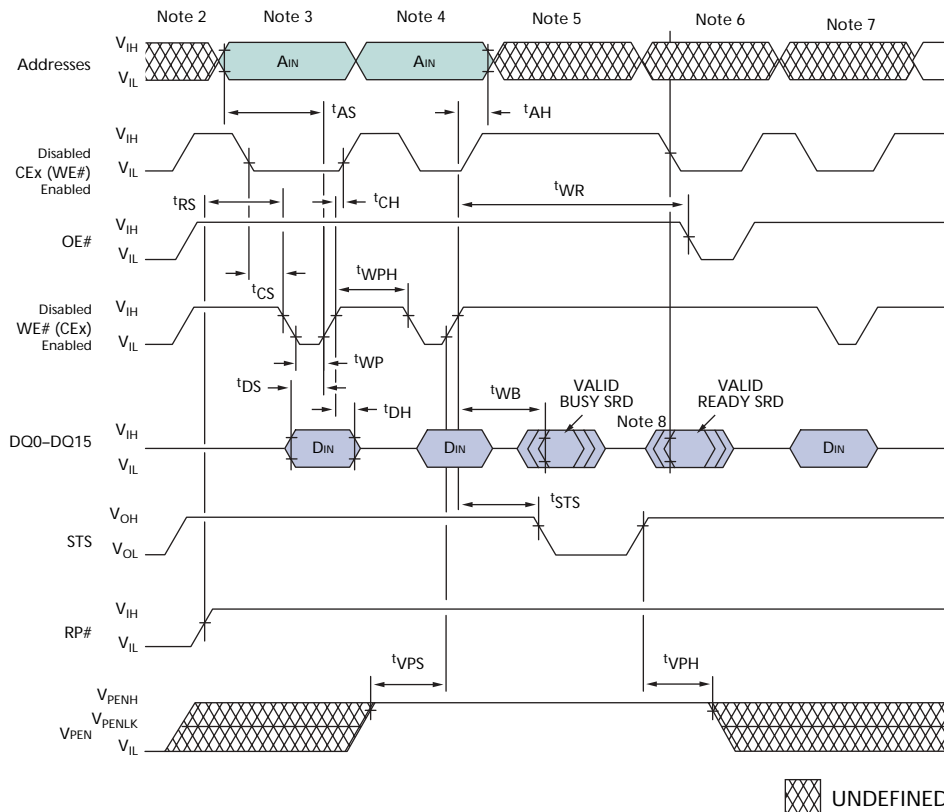 Note 2 Note 3 Note 4 Note 5 Note 6 Note 7
Addresses
VIH
VIL
AIN AIN
tAS
tAH
Disabled
CEx (WE#)
Enabled
VIH
VIL
tRS
tCH
tWR
OE#
VIH
VIL
tCS
tWPH
Disabled
WE# (CEx)
Enabled
VIH
VIL
tWP
tDS
tDH
tWB
VALID
BUSY SRD
VALID
READY SRD
Note 8
DQ0–DQ15
VIH
VIL
DIN DIN DIN
tSTS
STS
VOH
VOL
RP#
VIH
VIL
tVPS
tVPH
VPENH
VPENLK
VPEN
VIL
UNDEFINED